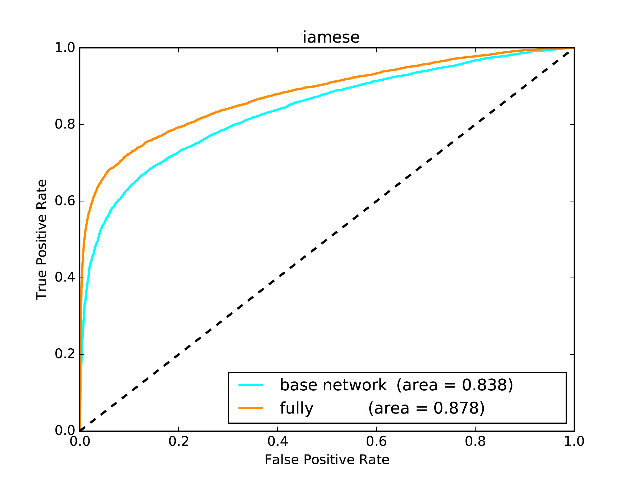 iamese
1.0
0.8
0.6
0.4
0.2
0.0
True Positive Rate
base network (area = 0.838)
fully (area = 0.878)
0.0 0.2 0.4 0.6 0.8 1.0
False Positive Rate